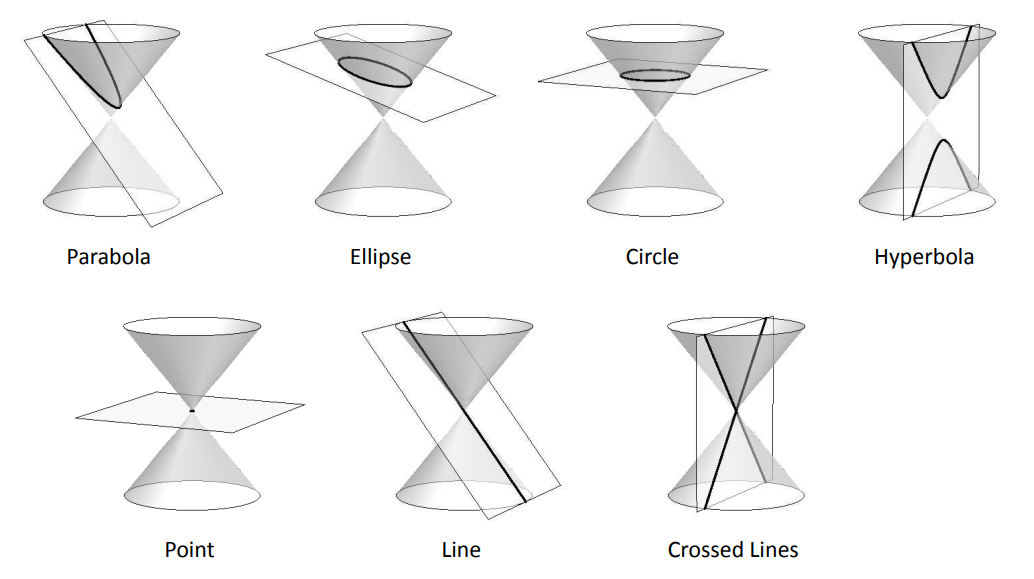 Parabola
Ellipse
Circle
Hyperbola
Point
Line
Crossed Lines